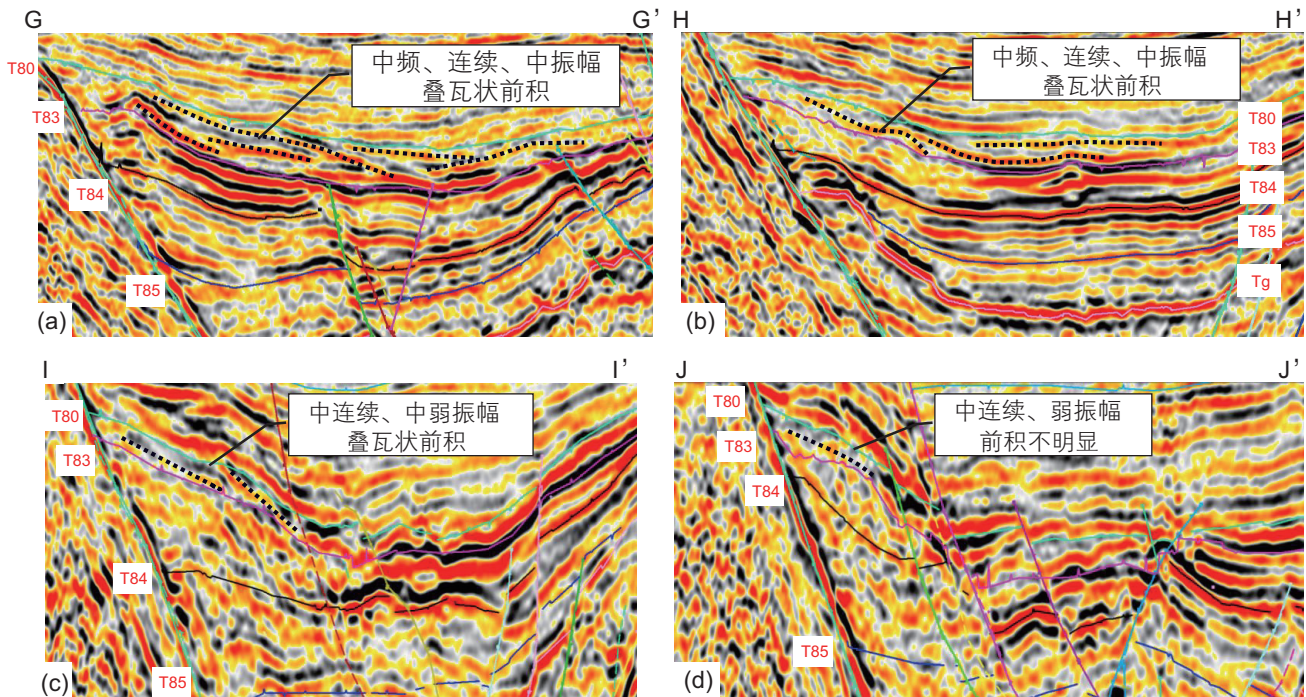 G G’
T80
T83
T84
T85
中频、连续、中振幅
叠瓦状前积
(a)
H H’
中频、连续、中振幅
叠瓦状前积
T80
T83
T84
T85
Tg
(b)
I I’
T80
T83
T84
T85
中连续、中弱振幅
叠瓦状前积
(c)
J J’
T80
T83
T84
T85
中连续、弱振幅
前积不明显
(d)